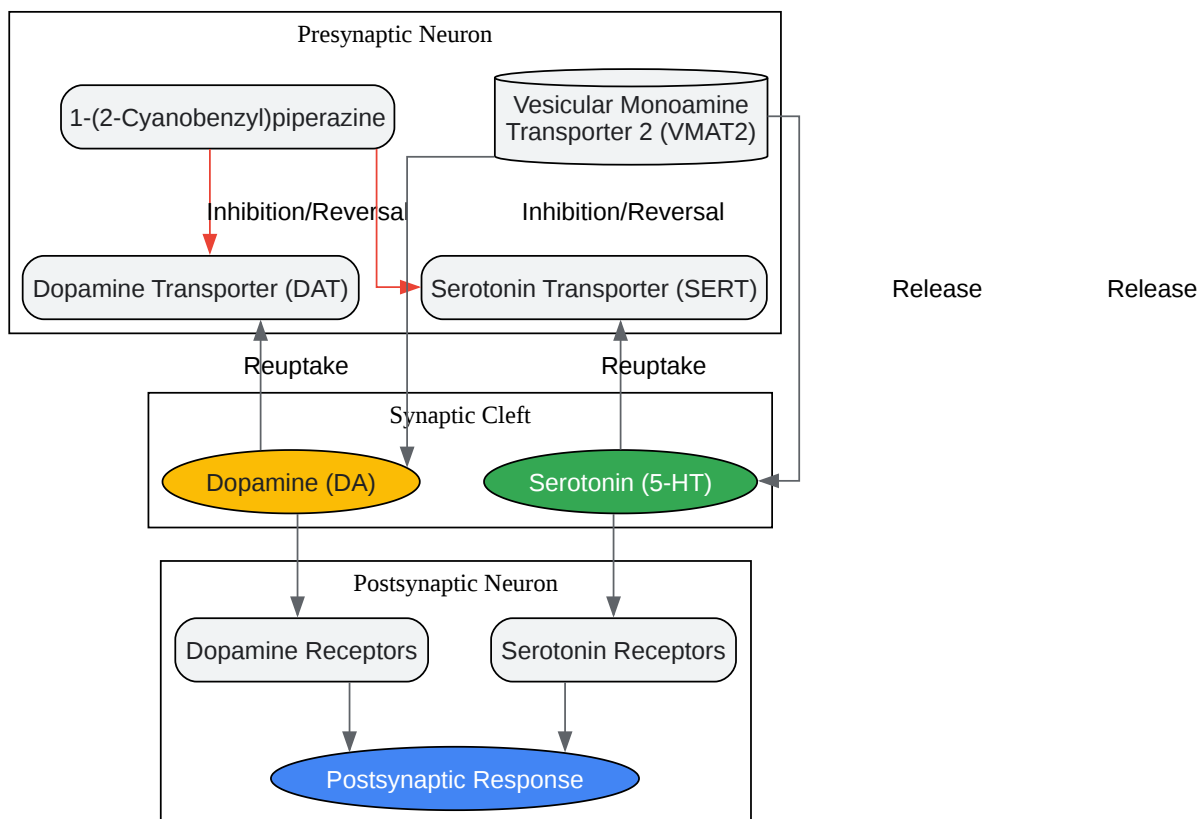 Presynaptic Neuron
1-(2-Cyanobenzyl)piperazine
Vesicular Monoamine
Transporter 2 (VMAT2)
Inhibition/Reversal
Inhibition/Reversal
Dopamine Transporter (DAT)
Serotonin Transporter (SERT)
Release
Release
Reuptake
Reuptake
Synaptic Cleft
Dopamine (DA)
Serotonin (5-HT)
Postsynaptic Neuron
Dopamine Receptors
Serotonin Receptors
Postsynaptic Response